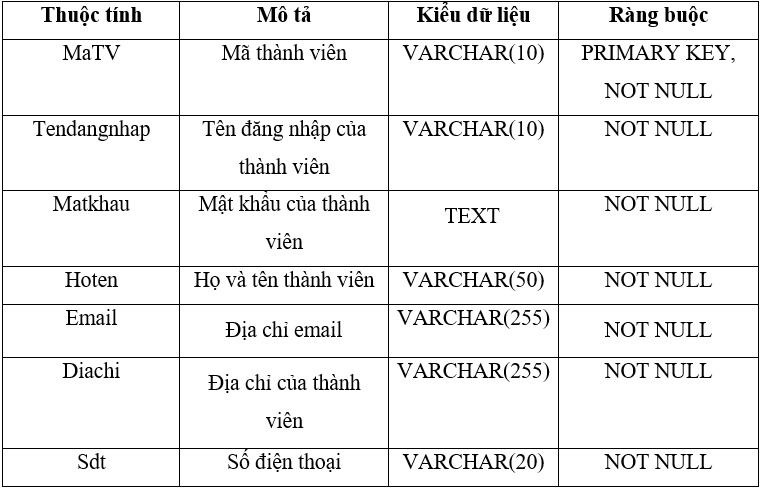 Thuộc tính Mô tả Kiểu dữ liệu Ràng buộc
MaTV Mã thành viên VARCHAR(10) PRIMARY KEY,
NOT NULL
Tendangnhap Tên đăng nhập của VARCHAR(10) NOT NULL
thành viên
Matkhau Mật khẩu của thành NOT NULL
viên TEXT
Hoten Họ và tên thành viên VARCHAR(50) NOT NULL
Email Địa chỉ email VARCHAR(255) NOT NULL
Diachi Địa chỉ của thành VARCHAR(255) NOT NULL
viên
Sdt Số điện thoại VARCHAR(20) NOT NULL